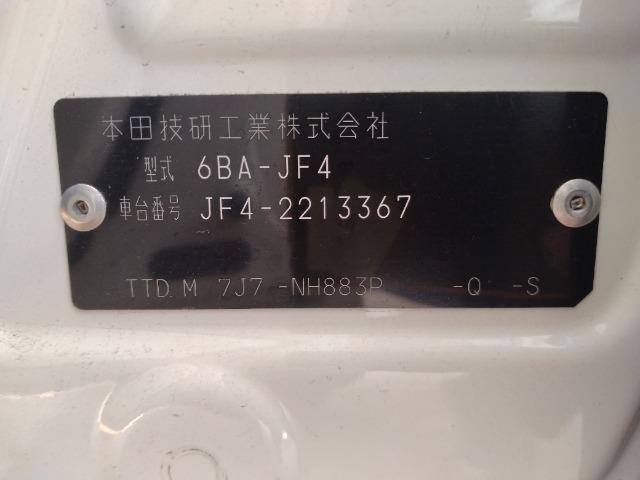 本田技研工業株式会社
型式 6BA-JF4
車台番号 JF4-2213367
TTD.M 7J7 -NH883P -Q -S